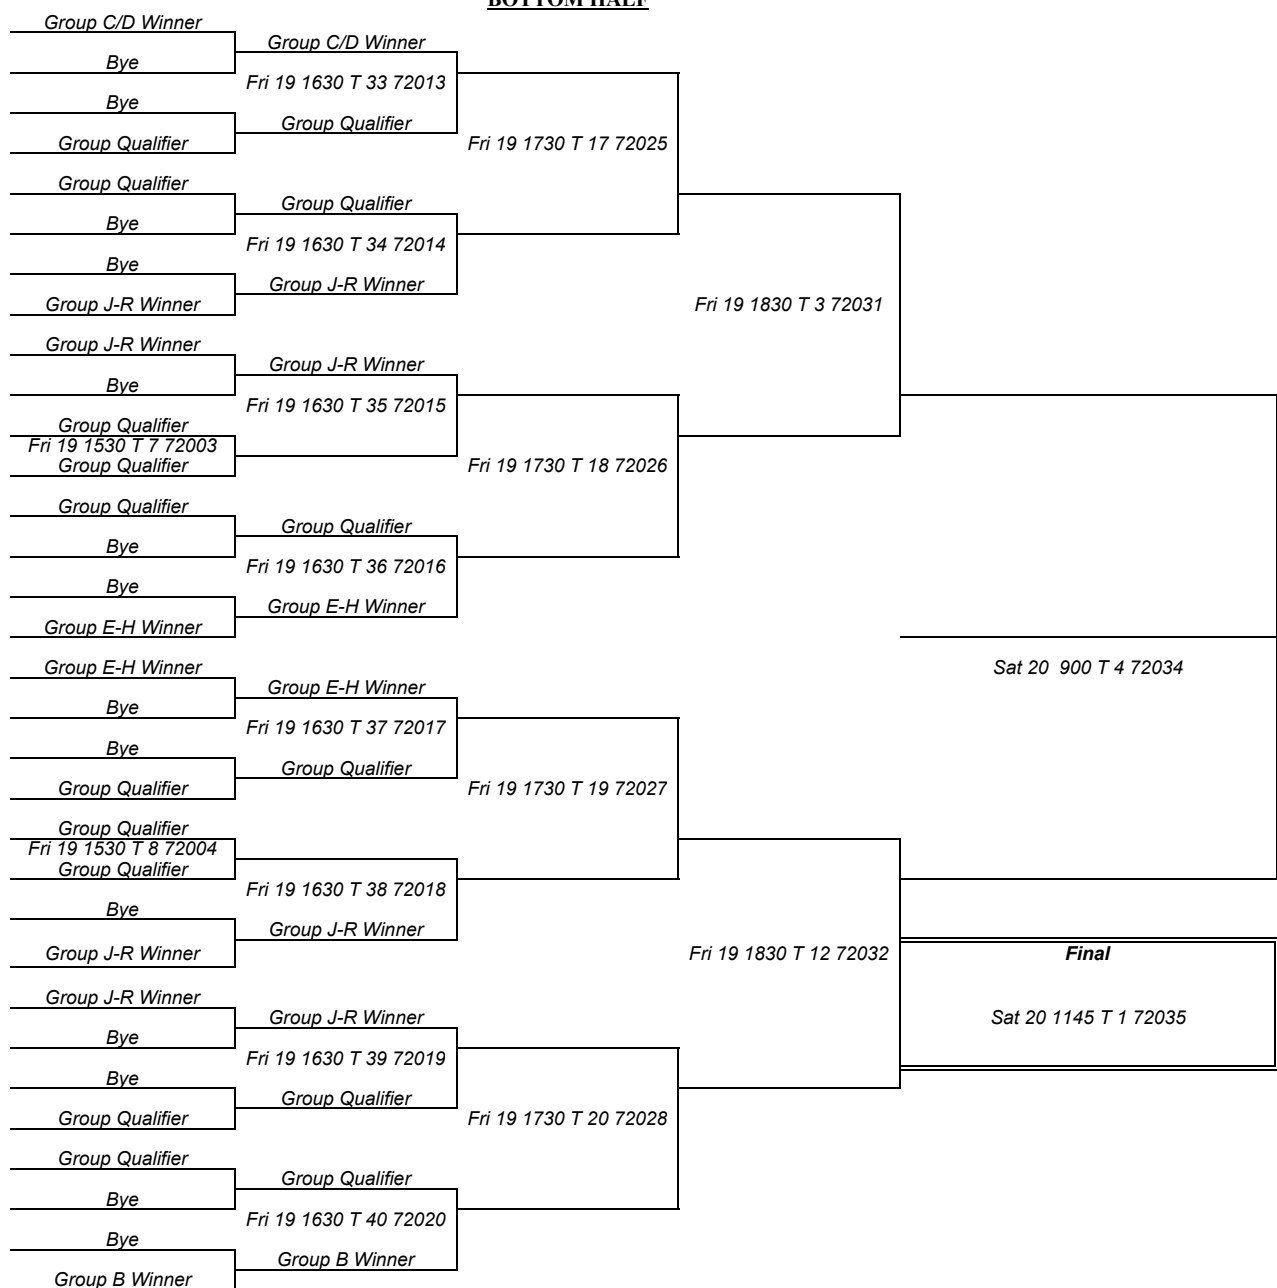 BOTTOM HALF
Group C/D Winner
Group C/D Winner
Bye
Fri 19 1630 T 33 72013
Bye
Group Qualifier
Group Qualifier
Fri 19 1730 T 17 72025
Group Qualifier
Group Qualifier
Bye
Fri 19 1630 T 34 72014
Bye
Group J-R Winner
Group J-R Winner
Fri 19 1830 T 3 72031
Group J-R Winner
Group J-R Winner
Bye
Fri 19 1630 T 35 72015
Group Qualifier
Fri 19 1530 T 7 72003
Group Qualifier
Fri 19 1730 T 18 72026
Group Qualifier
Group Qualifier
Bye
Fri 19 1630 T 36 72016
Bye
Group E-H Winner
Group E-H Winner
Group E-H Winner
Sat 20 900 T 4 72034
Group E-H Winner
Bye
Fri 19 1630 T 37 72017
Bye
Group Qualifier
Group Qualifier
Fri 19 1730 T 19 72027
Group Qualifier
Fri 19 1530 T 8 72004
Group Qualifier
Fri 19 1630 T 38 72018
Bye
Group J-R Winner
Group J-R Winner
Fri 19 1830 T 12 72032
Final
Group J-R Winner
Group J-R Winner
Sat 20 1145 T 1 72035
Bye
Fri 19 1630 T 39 72019
Bye
Group Qualifier
Group Qualifier
Fri 19 1730 T 20 72028
Group Qualifier
Group Qualifier
Bye
Fri 19 1630 T 40 72020
Bye
Group B Winner
Group B Winner